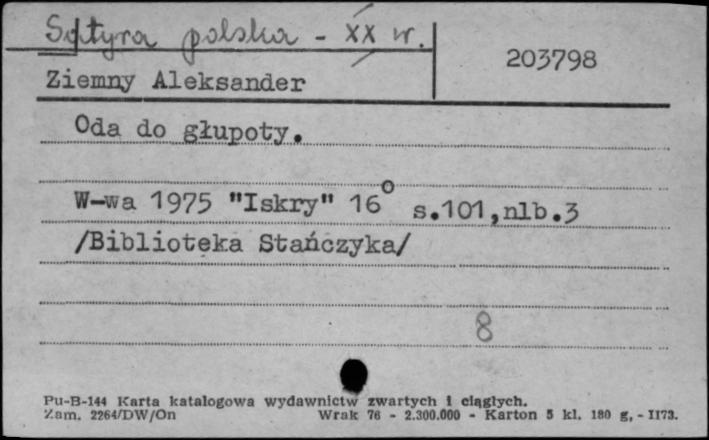 Satyra polska - XX w.
203798
Ziemny Aleksander
Oda do głupoty.
W-wa 1975 "Iskry" 16° s.101,nlb.3
/Biblioteka Stańczyka/
8
Pu-B-144 Karta katalogowa wydawnictw zwartych i ciągłych.
Zam. 2264/DW/On Wrak 76 - 2.300.000 - Karton 5 kl. 180 g, - II73.